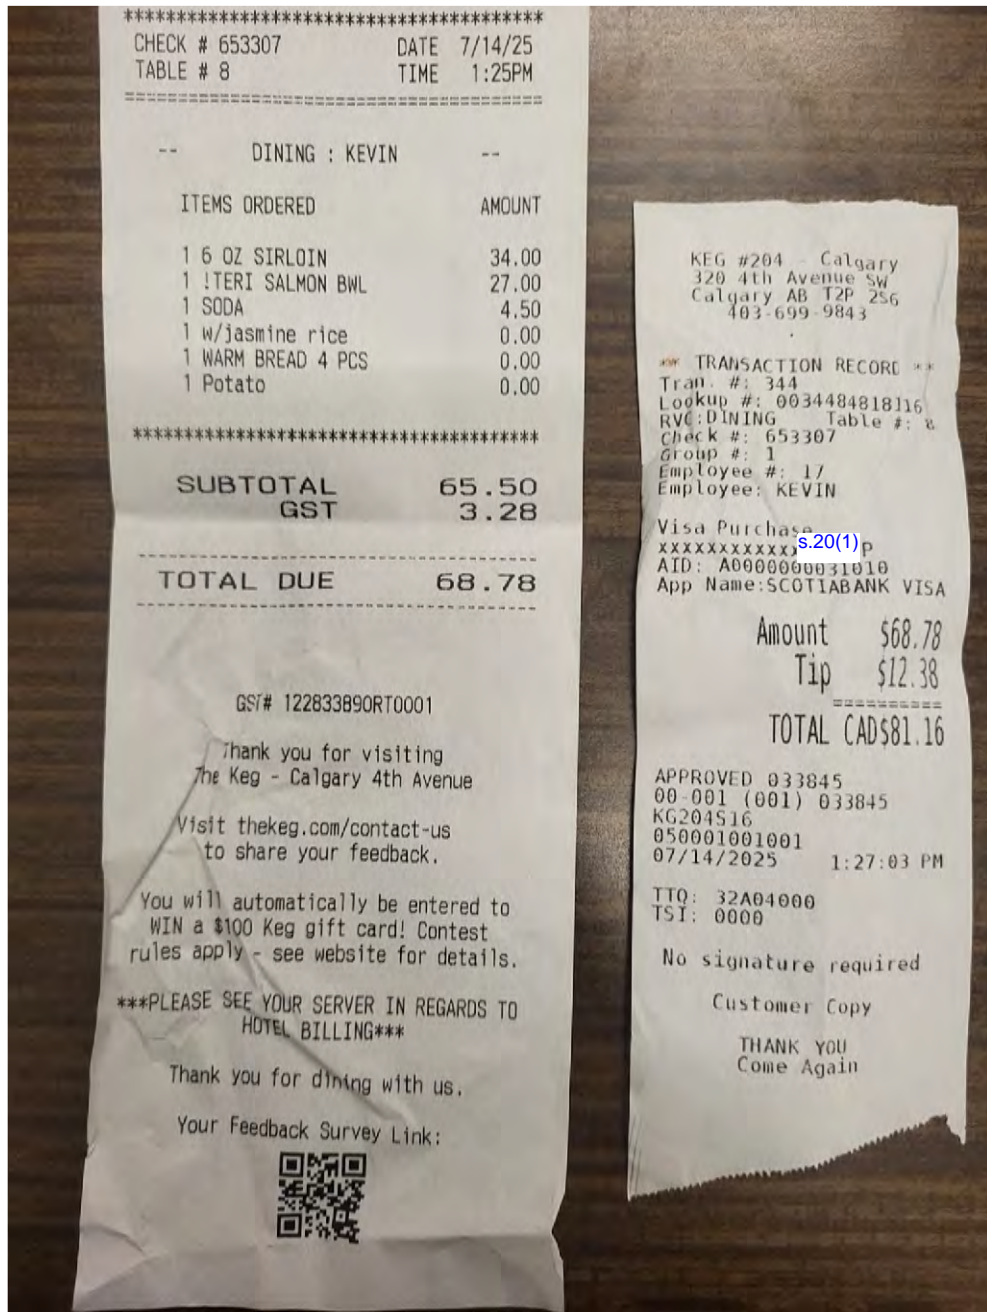 ****************************************
CHECK # 653307 DATE 7/14/25
TABLE # 8 TIME 1:25PM
========================================
-- DINING : KEVIN --
ITEMS ORDERED AMOUNT
1 6 OZ SIRLOIN 34.00
1 !TERI SALMON BWL 27.00
1 SODA 4.50
1 w/jasmine rice 0.00
1 WARM BREAD 4 PCS 0.00
1 Potato 0.00
****************************************
SUBTOTAL 65.50
GST 3.28
----------------------------------------
TOTAL DUE 68.78
----------------------------------------
GST# 122833890RT0001
Thank you for visiting
The Keg - Calgary 4th Avenue
Visit thekeg.com/contact-us
to share your feedback.
You will automatically be entered to
WIN a $100 Keg gift card! Contest
rules apply - see website for details.
***PLEASE SEE YOUR SERVER IN REGARDS TO
HOTEL BILLING***
Thank you for dining with us.
Your Feedback Survey Link:
KEG #204 - Calgary
320 4th Avenue SW
Calgary AB T2P 2S6
403-699-9843
** TRANSACTION RECORD **
Tran. #: 344
Lookup #: 0034484818116
RVC:DINING Table #: 8
Check #: 653307
Group #: 1
Employee #: 17
Employee: KEVIN
Visa Purchase
xxxxxxxxxxxx s.20(1) P
AID: A0000000031010
App Name:SCOTIABANK VISA
Amount $68.78
Tip $12.38
==========
TOTAL CAD$81.16
APPROVED 033845
00-001 (001) 033845
KG204S16
050001001001
07/14/2025 1:27:03 PM
TTQ: 32A04000
TSI: 0000
No signature required
Customer Copy
THANK YOU
Come Again